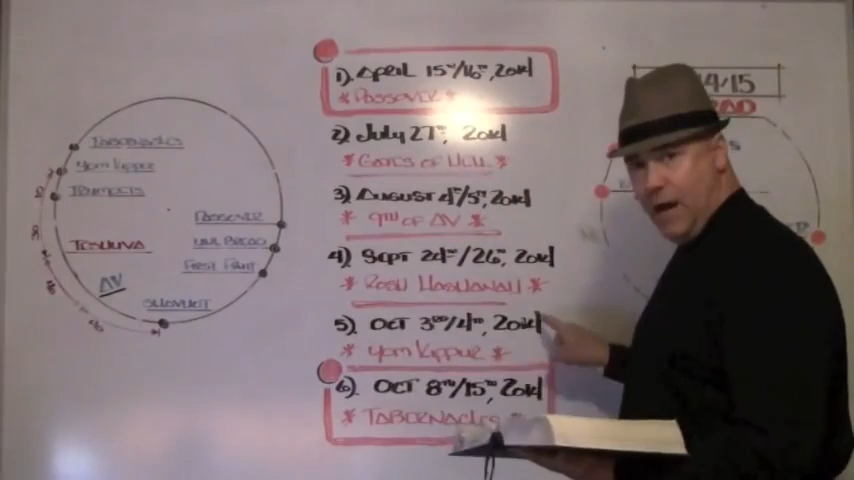 TABERNACLES
YOM KIPPUR
TRUMPETS
PASSOVER
UNL BREAD
FIRST FRUIT
TESHUVA
AV
SHAVUOT
1). APRIL 15TH/16TH, 2014
* PASSOVER *
2) JULY 27TH, 2014
* GATES OF HELL *
3) AUGUST 4TH/5TH, 2014
* 9TH OF AV *
4) SEPT 24TH/26TH, 2014
* ROSH HASHANAH *
5) OCT 3RD/4TH, 2014
* YOM KIPPUR *
6) OCT 8TH/15TH, 2014
* TABERNACLES *
14/15